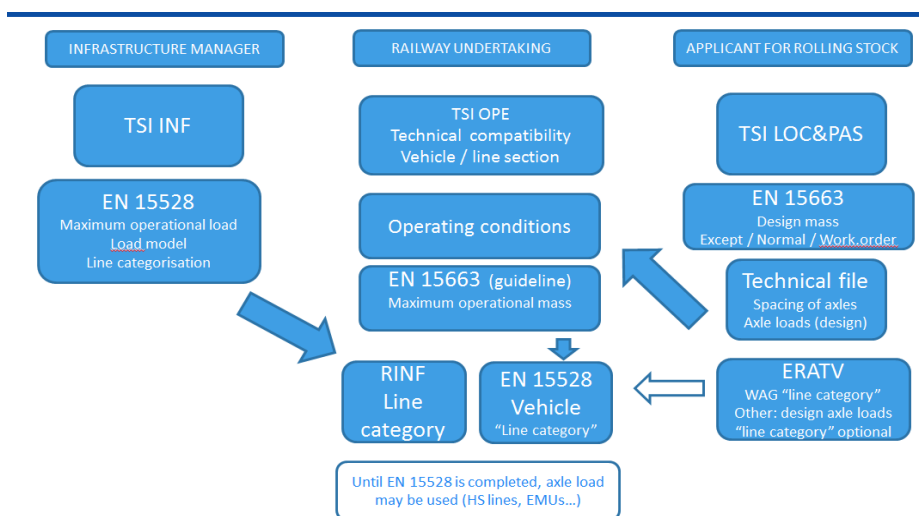 INFRASTRUCTURE MANAGER
RAILWAY UNDERTAKING
APPLICANT FOR ROLLING STOCK
TSI INF
EN 15528
Maximum operational load
Load model
Line categorisation
TSI OPE
Technical compatibility
Vehicle / line section
Operating conditions
EN 15663 (guideline)
Maximum operational mass
TSI LOC&PAS
EN 15663
Design mass
Except / Normal / Work.order
Technical file
Spacing of axles
Axle loads (design)
RINF
Line
category
EN 15528
Vehicle
"Line category"
ERATV
WAG "line category"
Other: design axle loads
"line category" optional
Until EN 15528 is completed, axle load
may be used (HS lines, EMUs...)